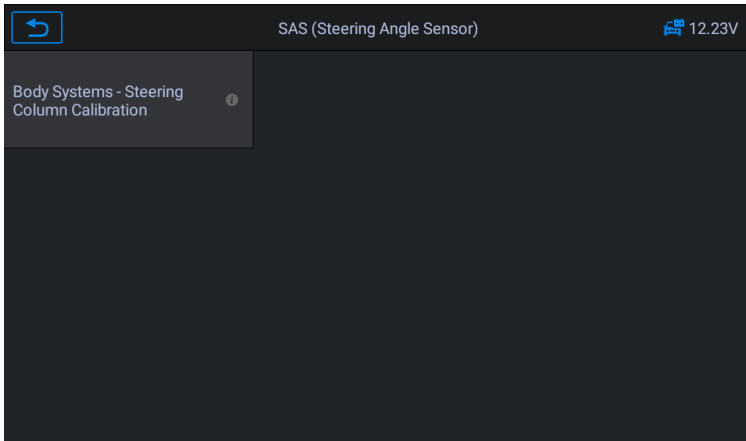 SAS (Steering Angle Sensor)
12.23V
Body Systems - Steering
Column Calibration